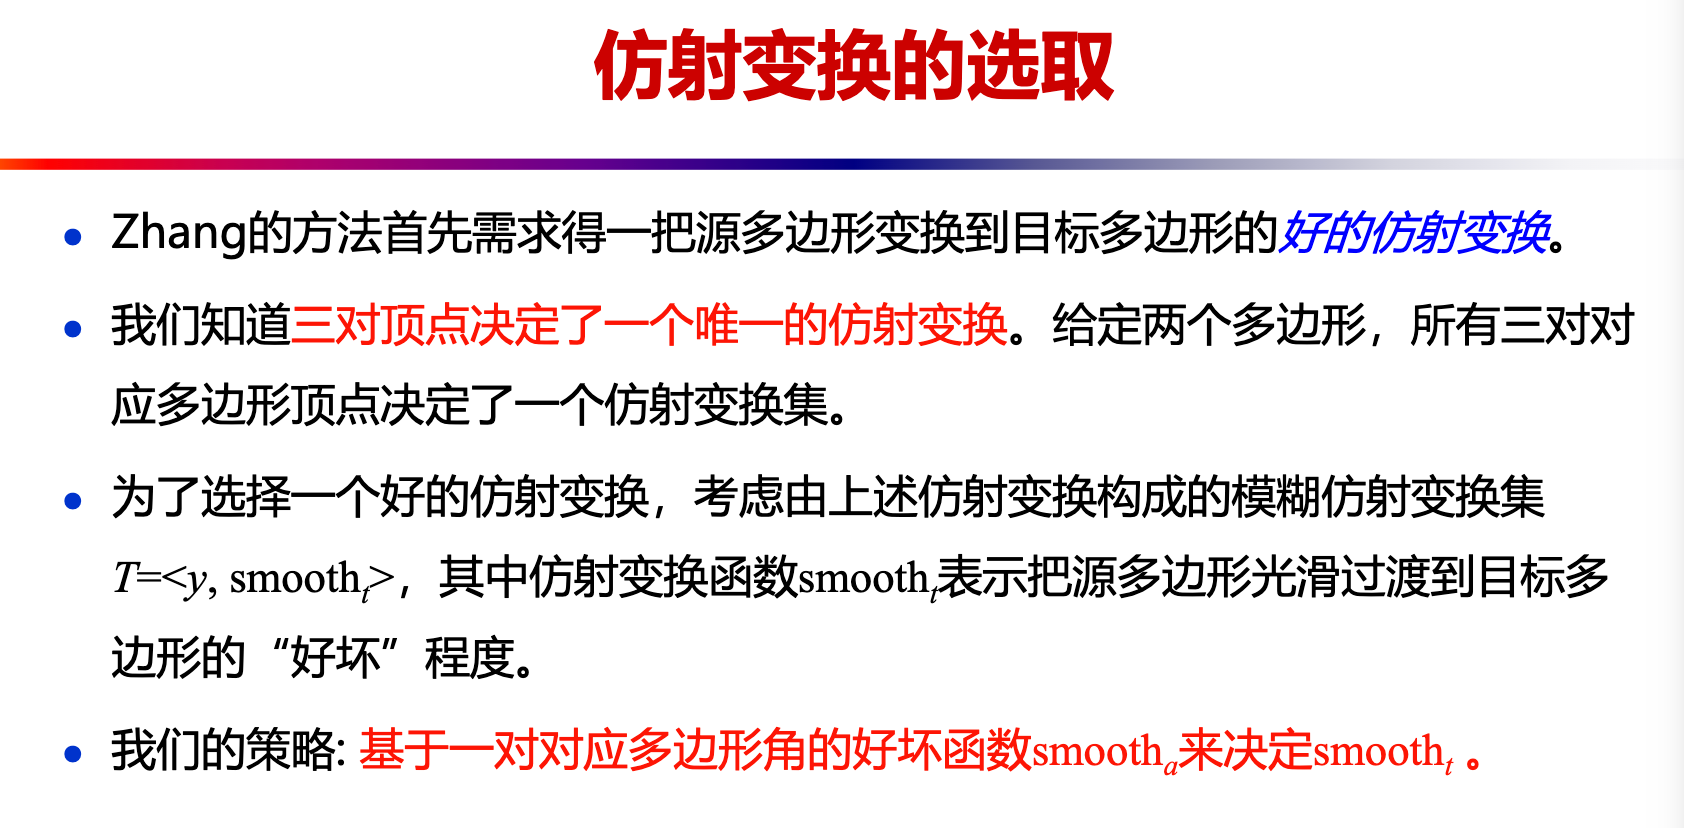 仿射变换的选取
• Zhang的方法首先需求得一把源多边形变换到目标多边形的好的仿射变换。
• 我们知道三对顶点决定了一个唯一的仿射变换。给定两个多边形，所有三对对
应多边形顶点决定了一个仿射变换集。
• 为了选择一个好的仿射变换，考虑由上述仿射变换构成的模糊仿射变换集
T=<y, smoothₜ>，其中仿射变换函数smoothₜ表示把源多边形光滑过渡到目标多
边形的“好坏”程度。
• 我们的策略: 基于一对对应多边形角的好坏函数smoothₐ来决定smoothₜ 。